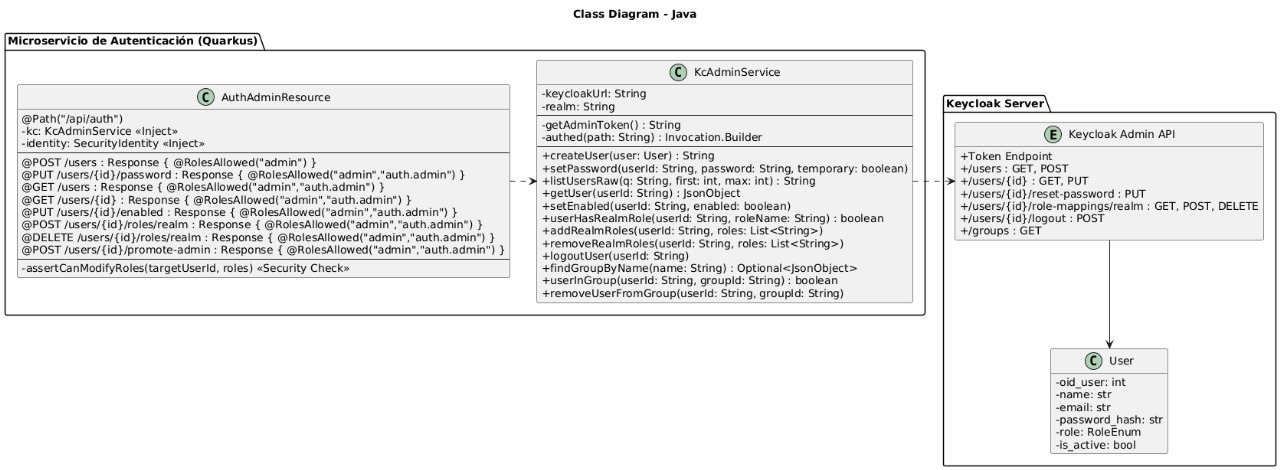 Class Diagram - Java
Microservicio de Autenticación (Quarkus)
C AuthAdminResource
@Path("/api/auth")
-kc: KcAdminService «Inject»
-identity: SecurityIdentity «Inject»
@POST /users : Response { @RolesAllowed("admin") }
@PUT /users/{id}/password : Response { @RolesAllowed("admin","auth.admin") }
@GET /users : Response { @RolesAllowed("admin","auth.admin") }
@GET /users/{id} : Response { @RolesAllowed("admin","auth.admin") }
@PUT /users/{id}/enabled : Response { @RolesAllowed("admin","auth.admin") }
@POST /users/{id}/roles/realm : Response { @RolesAllowed("admin","auth.admin") }
@DELETE /users/{id}/roles/realm : Response { @RolesAllowed("admin","auth.admin") }
@POST /users/{id}/promote-admin : Response { @RolesAllowed("admin","auth.admin") }
-assertCanModifyRoles(targetUserId, roles) «Security Check»
C KcAdminService
-keycloakUrl: String
-realm: String
-getAdminToken() : String
-authed(path: String) : Invocation.Builder
+createUser(user: User) : String
+setPassword(userId: String, password: String, temporary: boolean)
+listUsersRaw(q: String, first: int, max: int) : String
+getUser(userId: String) : JsonObject
+setEnabled(userId: String, enabled: boolean)
+userHasRealmRole(userId: String, roleName: String) : boolean
+addRealmRoles(userId: String, roles: List<String>)
+removeRealmRoles(userId: String, roles: List<String>)
+logoutUser(userId: String)
+findGroupByName(name: String) : Optional<JsonObject>
+userInGroup(userId: String, groupId: String) : boolean
+removeUserFromGroup(userId: String, groupId: String)
Keycloak Server
E Keycloak Admin API
+Token Endpoint
+/users : GET, POST
+/users/{id} : GET, PUT
+/users/{id}/reset-password : PUT
+/users/{id}/role-mappings/realm : GET, POST, DELETE
+/users/{id}/logout : POST
+/groups : GET
C User
-oid_user: int
-name: str
-email: str
-password_hash: str
-role: RoleEnum
-is_active: bool